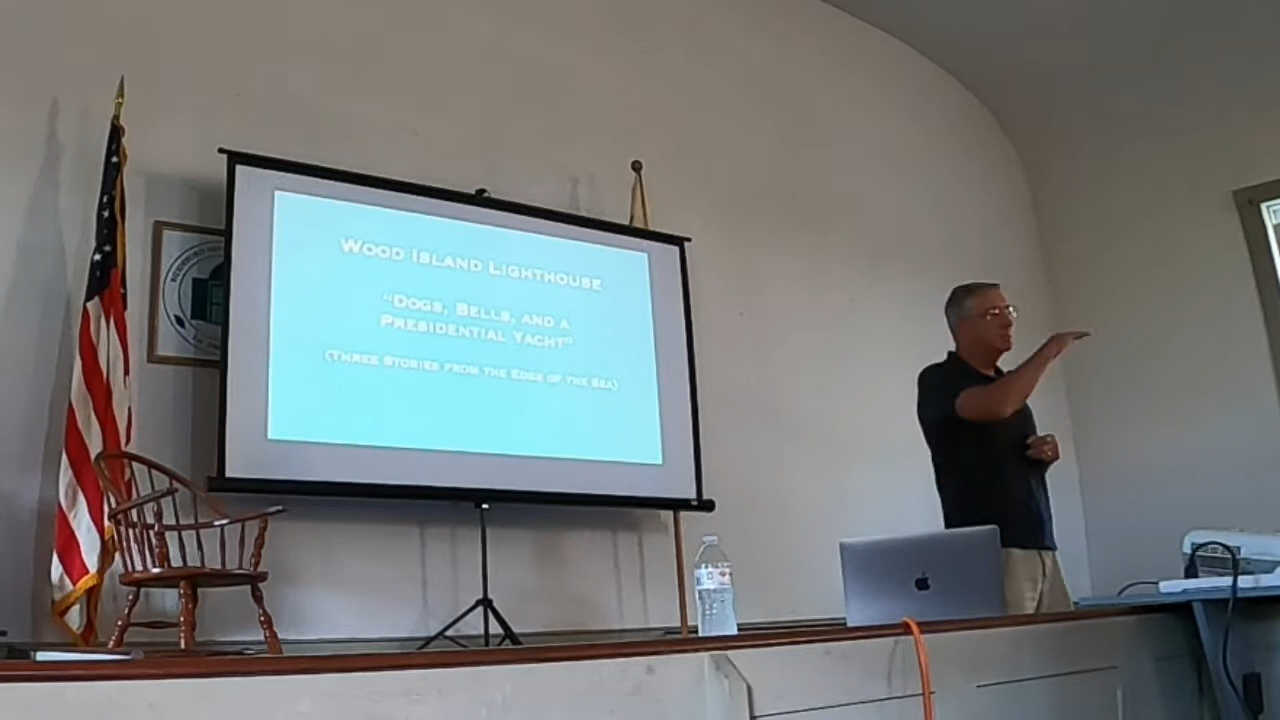 Wood Island Lighthouse
"Dogs, Bells, and a
Presidential Yacht"
(Three Stories from the Edge of the Sea)